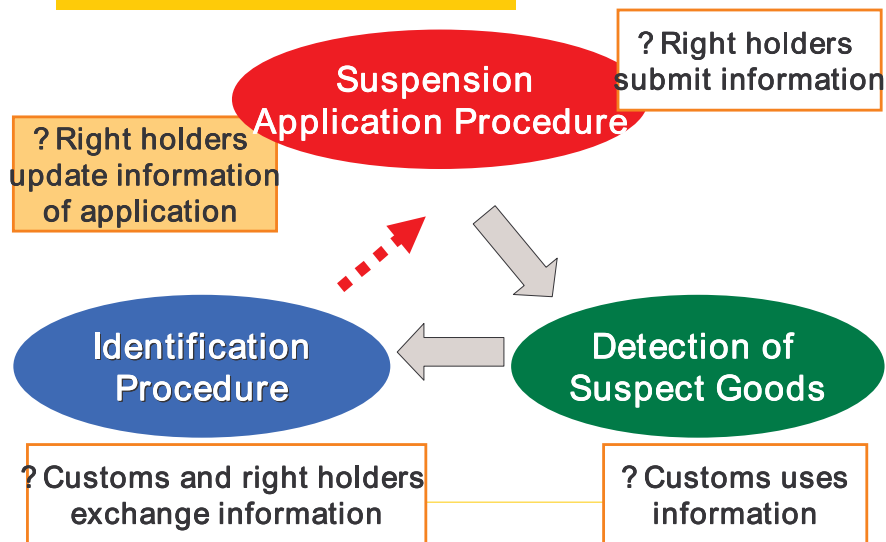 ? Right holders
submit information
Suspension
Application Procedure
? Right holders
update information
of application
Identification
Procedure
Detection of
Suspect Goods
? Customs and right holders
exchange information
? Customs uses
information